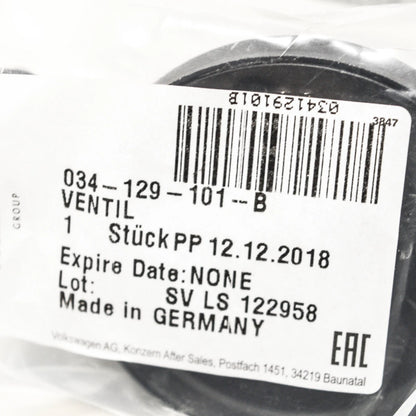 034129101B
3847
034-129-101-B
VENTIL
1 Stück PP 12.12.2018
Expire Date: NONE
Lot: SV LS 122958
Made in GERMANY
EAC
Volkswagen AG, Konzern After Sales, Postfach 1451, 34219 Baunatal
GROUP